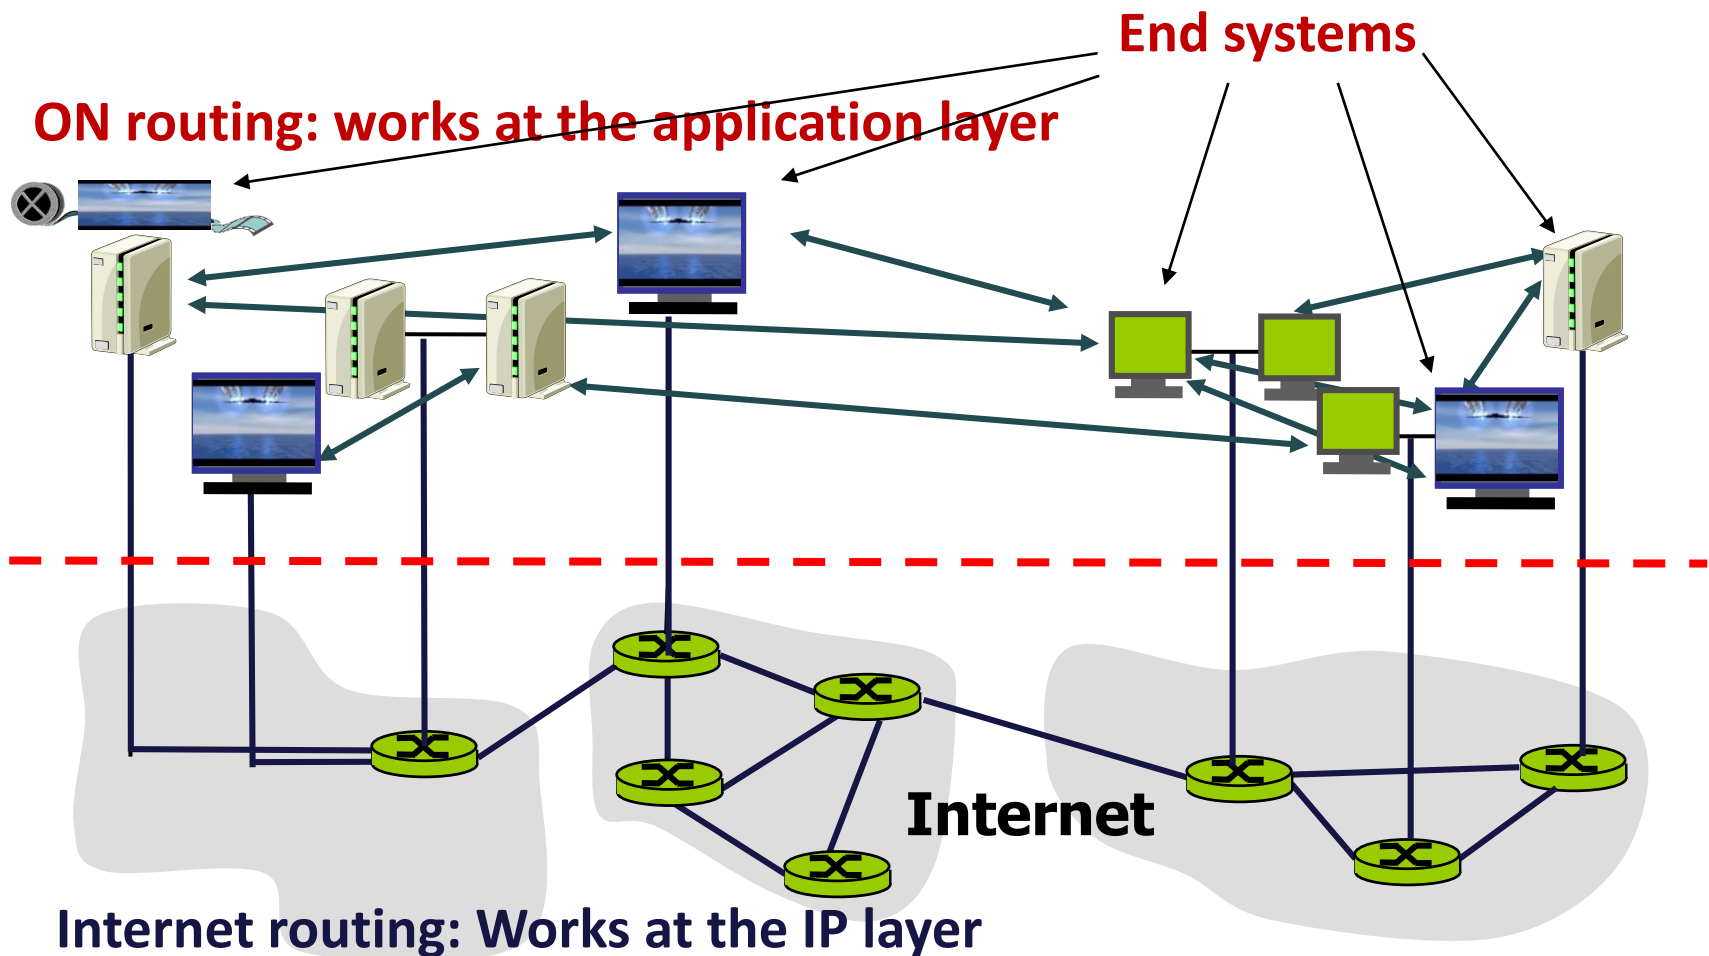 End systems
ON routing: works at the application layer
Internet
Internet routing: Works at the IP layer